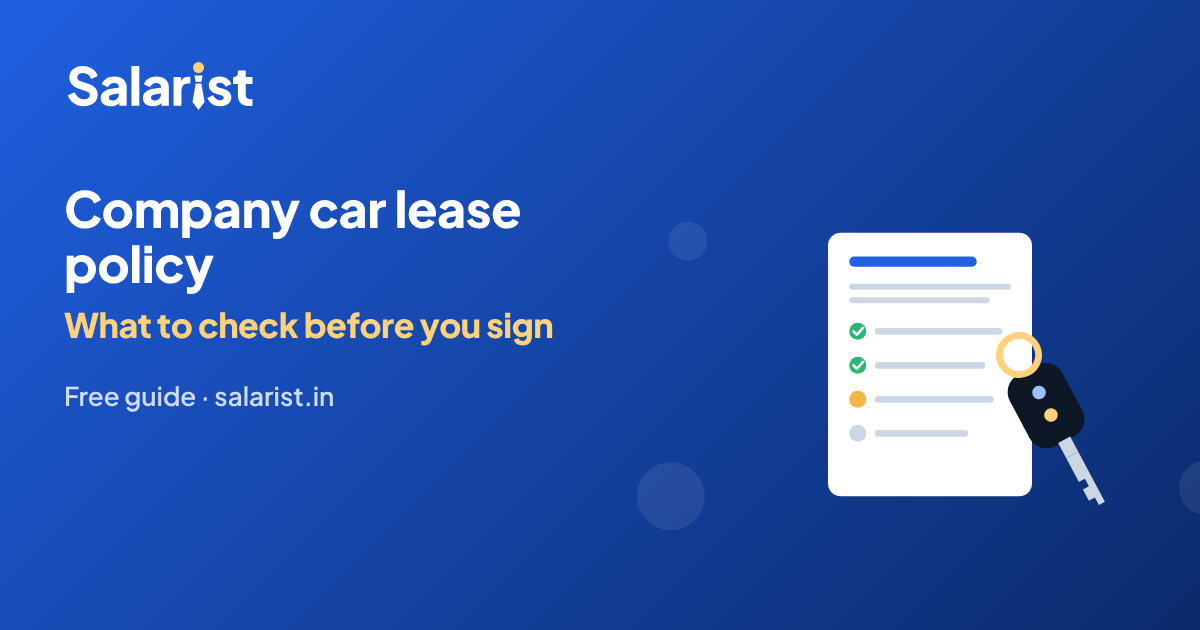 Salarist
Company car lease
policy
What to check before you sign
Free guide · salarist.in